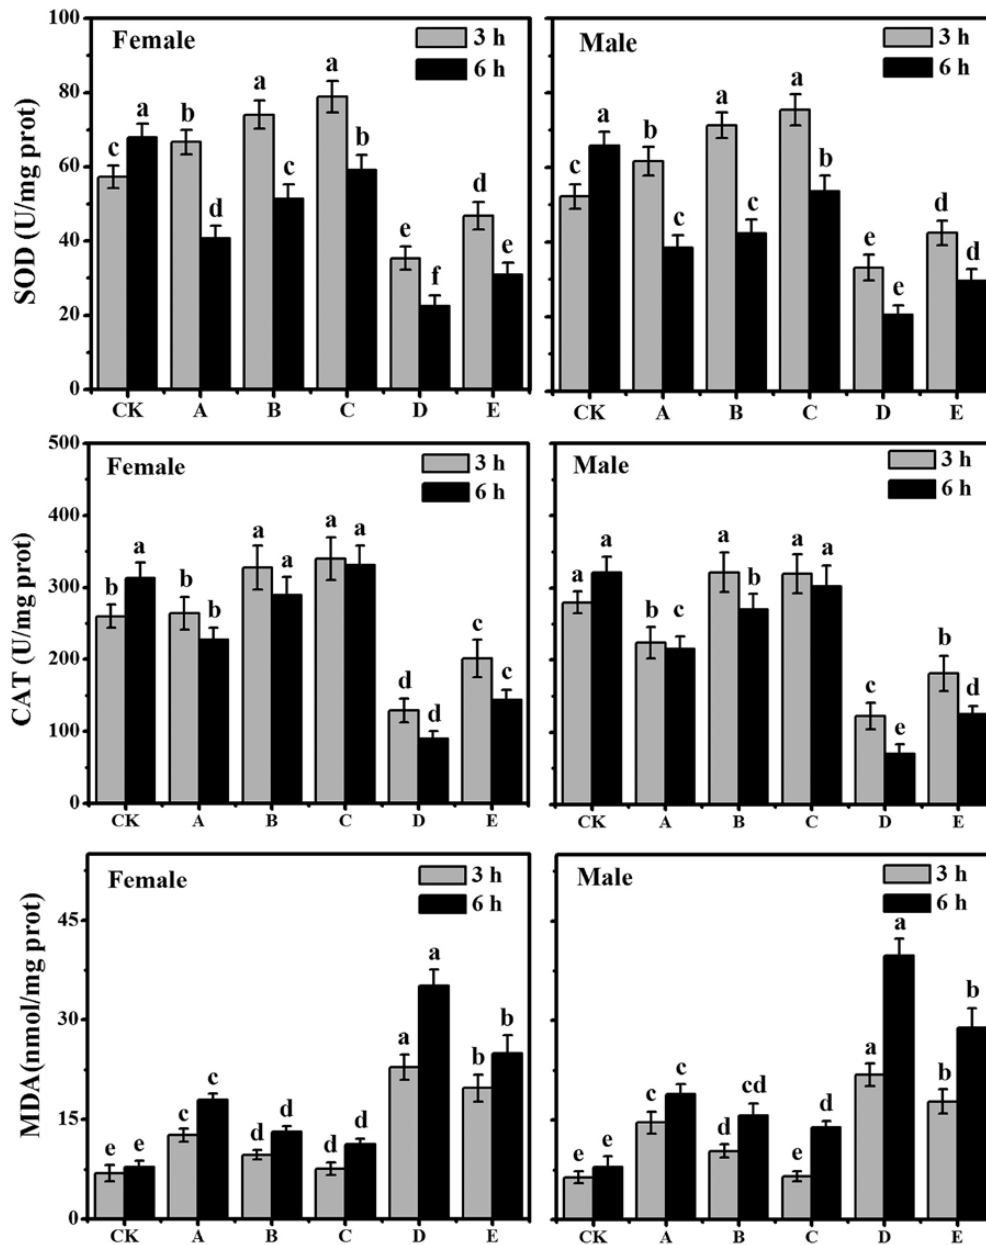 100
80
60
40
20
0
SOD (U/mg prot)
Female
3 h
6 h
c a b d a c a b e f d e
CK A B C D E
Male
3 h
6 h
c a b c a c a b e e d d
CK A B C D E
500
400
300
200
100
0
CAT (U/mg prot)
Female
3 h
6 h
b a b b a a a a d d c c
CK A B C D E
Male
3 h
6 h
a a b c a b a a c e b d
CK A B C D E
45
30
15
0
MDA(nmol/mg prot)
Female
3 h
6 h
e e c c d d d d a a b b
CK A B C D E
Male
3 h
6 h
e e c c d cd e d a a b b
CK A B C D E